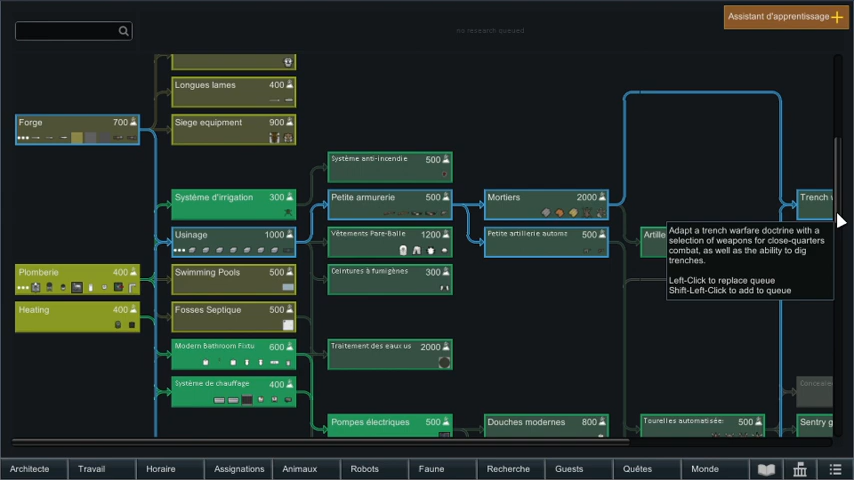 Assistant d'apprentissage
no research queued
Longues lames 400
Forge 700
Siege equipment 900
Système anti-incendie 500
Système d'irrigation 300
Petite armurerie 500
Mortiers 2000
Trench w
Usinage 1000
Vêtements Pare-Balle 1200
Petite artillerie automa
Artille
Adapt a trench warfare doctrine with a
selection of weapons for close-quarters
combat, as well as the ability to dig
trenches.
Left-Click to replace queue
Shift-Left-Click to add to queue
Plomberie 400
Swimming Pools 500
Ceintures à fumigènes 300
Heating 400
Fosses Septique 500
Modern Bathroom Fixtu 600
Traitement des eaux us 2000
Système de chauffage 400
Conceale
Pompes électriques 500
Douches modernes 800
Tourelles automatisée: 500
Sentry g
Architecte Travail Horaire Assignations Animaux Robots Faune Recherche Guests Quêtes Monde